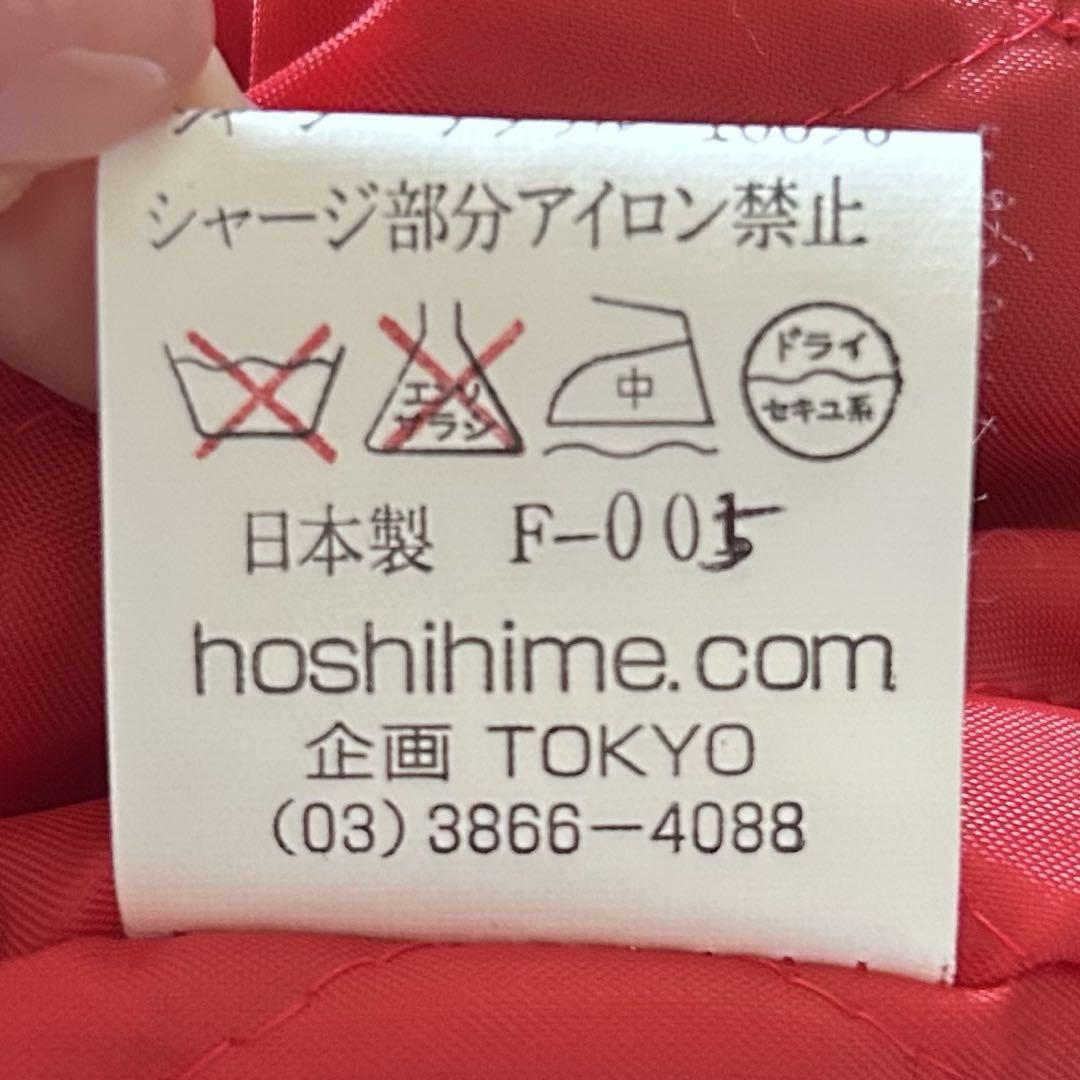 シャージ部分アイロン禁止
エンソ
サラシ
中
ドライ
セキユ系
日本製 F-005
hoshihime.com
企画 TOKYO
(03)3866-4088